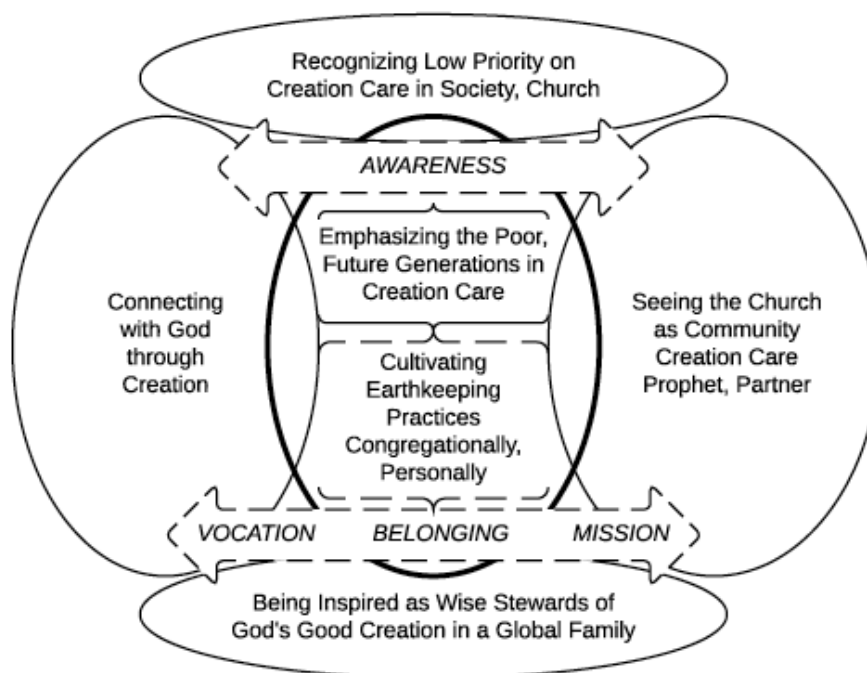 Recognizing Low Priority on
Creation Care in Society, Church
AWARENESS
Emphasizing the Poor,
Future Generations in
Creation Care
Connecting
with God
through
Creation
Seeing the Church
as Community
Creation Care
Prophet, Partner
Cultivating
Earthkeeping
Practices
Congregationally,
Personally
VOCATION
BELONGING
MISSION
Being Inspired as Wise Stewards of
God's Good Creation in a Global Family